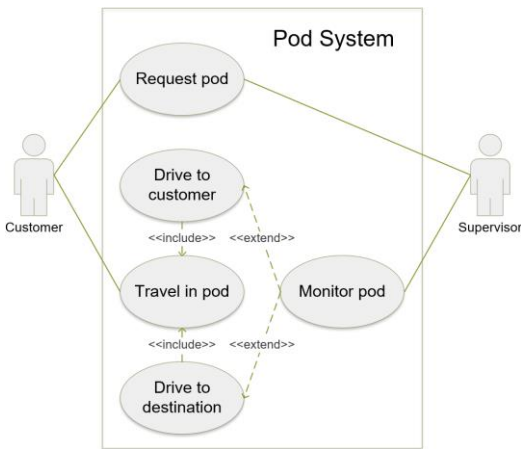 Pod System
Request pod
Drive to
customer
Customer
Supervisor
<<include>>
<<extend>>
Travel in pod
Monitor pod
<<include>>
<<extend>>
Drive to
destination